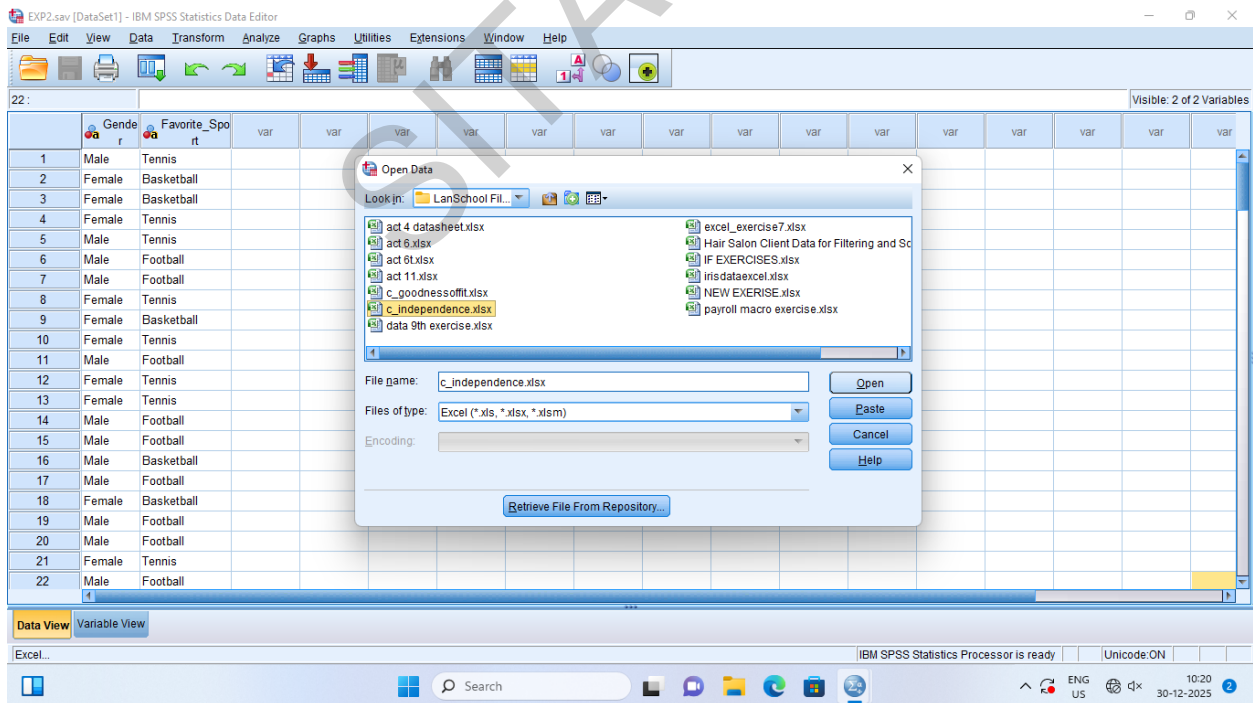 EXP2.sav [DataSet1] - IBM SPSS Statistics Data Editor
File Edit View Data Transform Analyze Graphs Utilities Extensions Window Help
22 :
Visible: 2 of 2 Variables
Gender Favorite_Sport var var var var var var var var var var var var var var var
1 Male Tennis
2 Female Basketball
3 Female Basketball
4 Female Tennis
5 Male Tennis
6 Male Football
7 Male Football
8 Female Tennis
9 Female Basketball
10 Female Tennis
11 Male Football
12 Female Tennis
13 Female Tennis
14 Male Football
15 Male Football
16 Male Basketball
17 Male Football
18 Female Basketball
19 Male Football
20 Male Football
21 Female Tennis
22 Male Football
Open Data
Look in: LanSchool Fil...
act 4 datasheet.xlsx
act 6.xlsx
act 6t.xlsx
act 11.xlsx
c_goodnessoffit.xlsx
c_independence.xlsx
data 9th exercise.xlsx
excel_exercise7.xlsx
Hair Salon Client Data for Filtering and Sc
IF EXERCISES.xlsx
irisdataexcel.xlsx
NEW EXERISE.xlsx
payroll macro exercise.xlsx
File name: c_independence.xlsx
Files of type: Excel (*.xls, *.xlsx, *.xlsm)
Encoding:
Open
Paste
Cancel
Help
Retrieve File From Repository...
Data View Variable View
Excel... IBM SPSS Statistics Processor is ready Unicode:ON
Search
ENG
US
10:20
30-12-2025
2
SITA